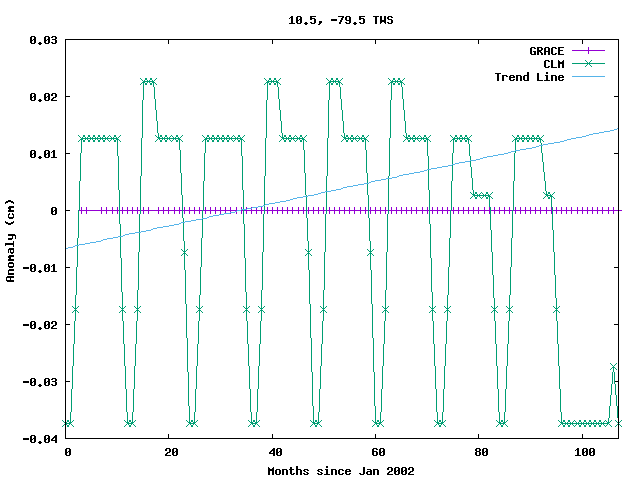 10.5, -79.5 TWS
GRACE
CLM
Trend Line
0.03
0.02
0.01
0
-0.01
-0.02
-0.03
-0.04
Anomaly (cm)
0 20 40 60 80 100
Months since Jan 2002